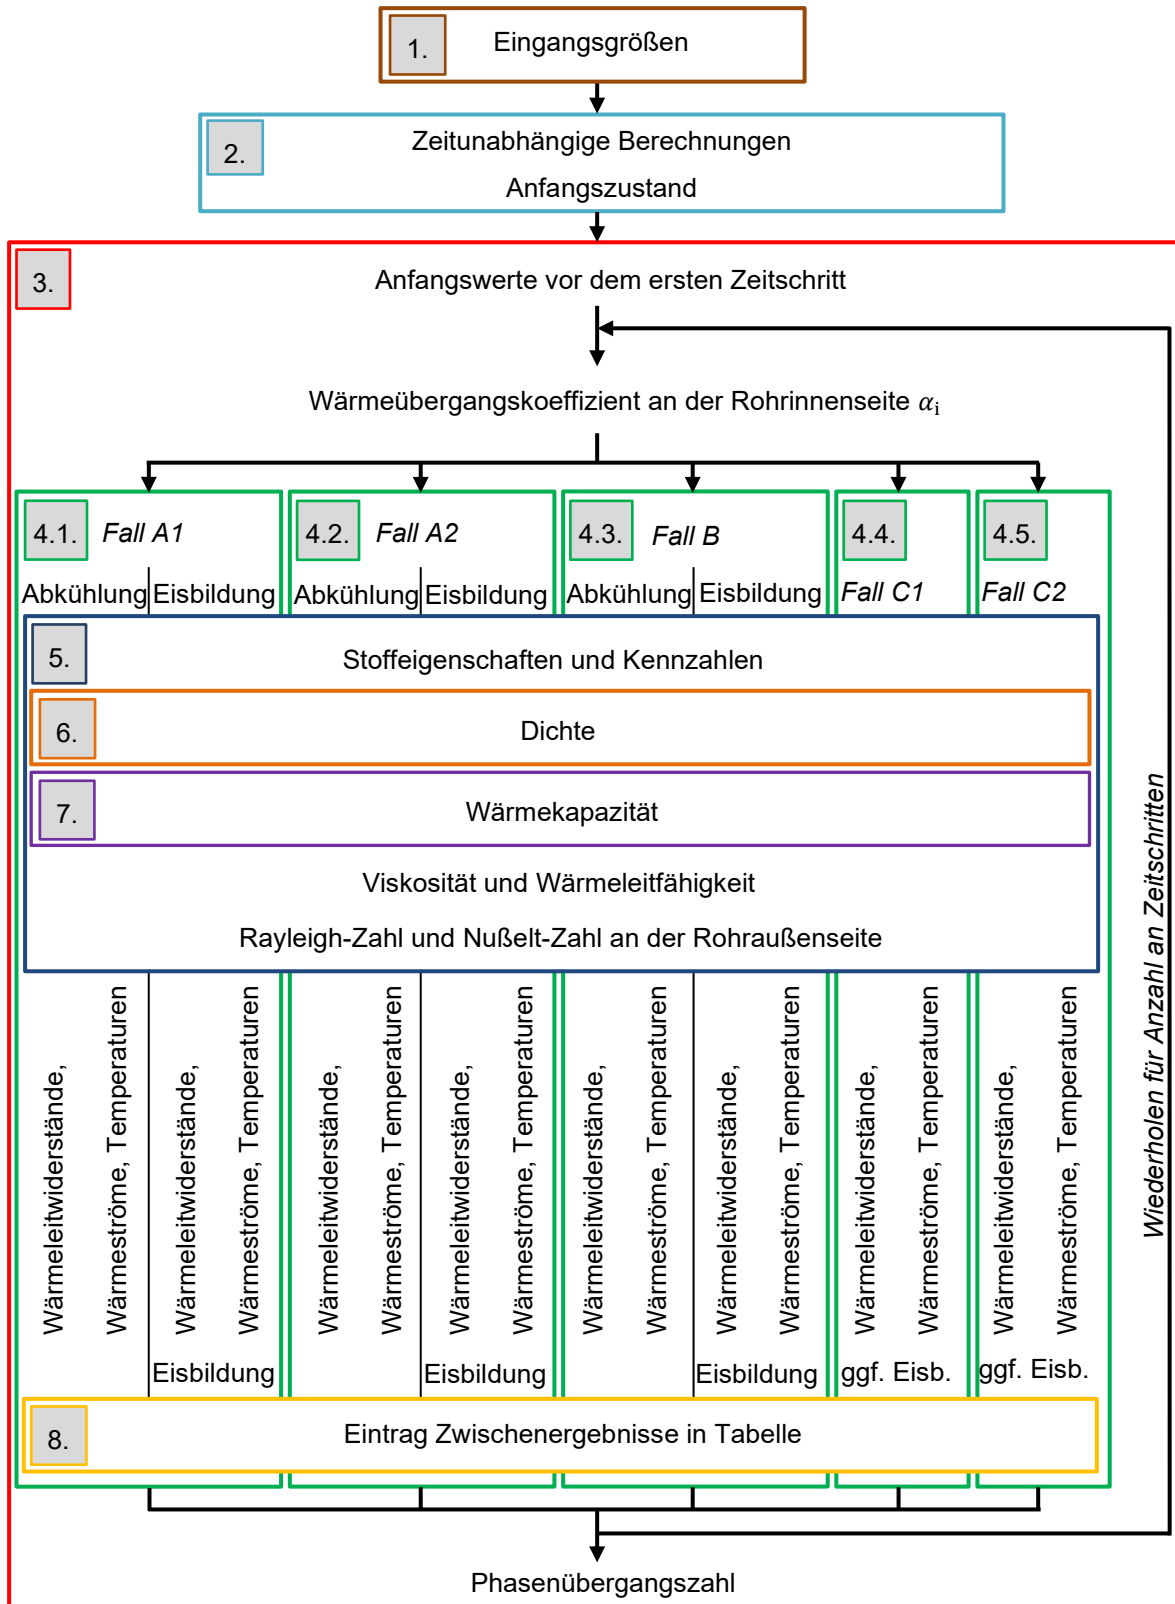 1.
Eingangsgrößen
2.
Zeitunabhängige Berechnungen
Anfangszustand
3.
Anfangswerte vor dem ersten Zeitschritt
Wärmeübergangskoeffizient an der Rohrinnenseite αᵢ
4.1. Fall A1
Abkühlung Eisbildung
4.2. Fall A2
Abkühlung Eisbildung
4.3. Fall B
Abkühlung Eisbildung
4.4.
Fall C1
4.5.
Fall C2
5.
Stoffeigenschaften und Kennzahlen
6.
Dichte
7.
Wärmekapazität
Viskosität und Wärmeleitfähigkeit
Rayleigh-Zahl und Nußelt-Zahl an der Rohraußenseite
Wärmeleitwiderstände,
Wärmeströme, Temperaturen
Wärmeleitwiderstände,
Wärmeströme, Temperaturen
Eisbildung
Wärmeleitwiderstände,
Wärmeströme, Temperaturen
Wärmeleitwiderstände,
Wärmeströme, Temperaturen
Eisbildung
Wärmeleitwiderstände,
Wärmeströme, Temperaturen
Wärmeleitwiderstände,
Wärmeströme, Temperaturen
Eisbildung
Wärmeleitwiderstände,
Wärmeströme, Temperaturen
ggf. Eisb.
Wärmeleitwiderstände,
Wärmeströme, Temperaturen
ggf. Eisb.
8.
Eintrag Zwischenergebnisse in Tabelle
Wiederholen für Anzahl an Zeitschritten
Phasenübergangszahl